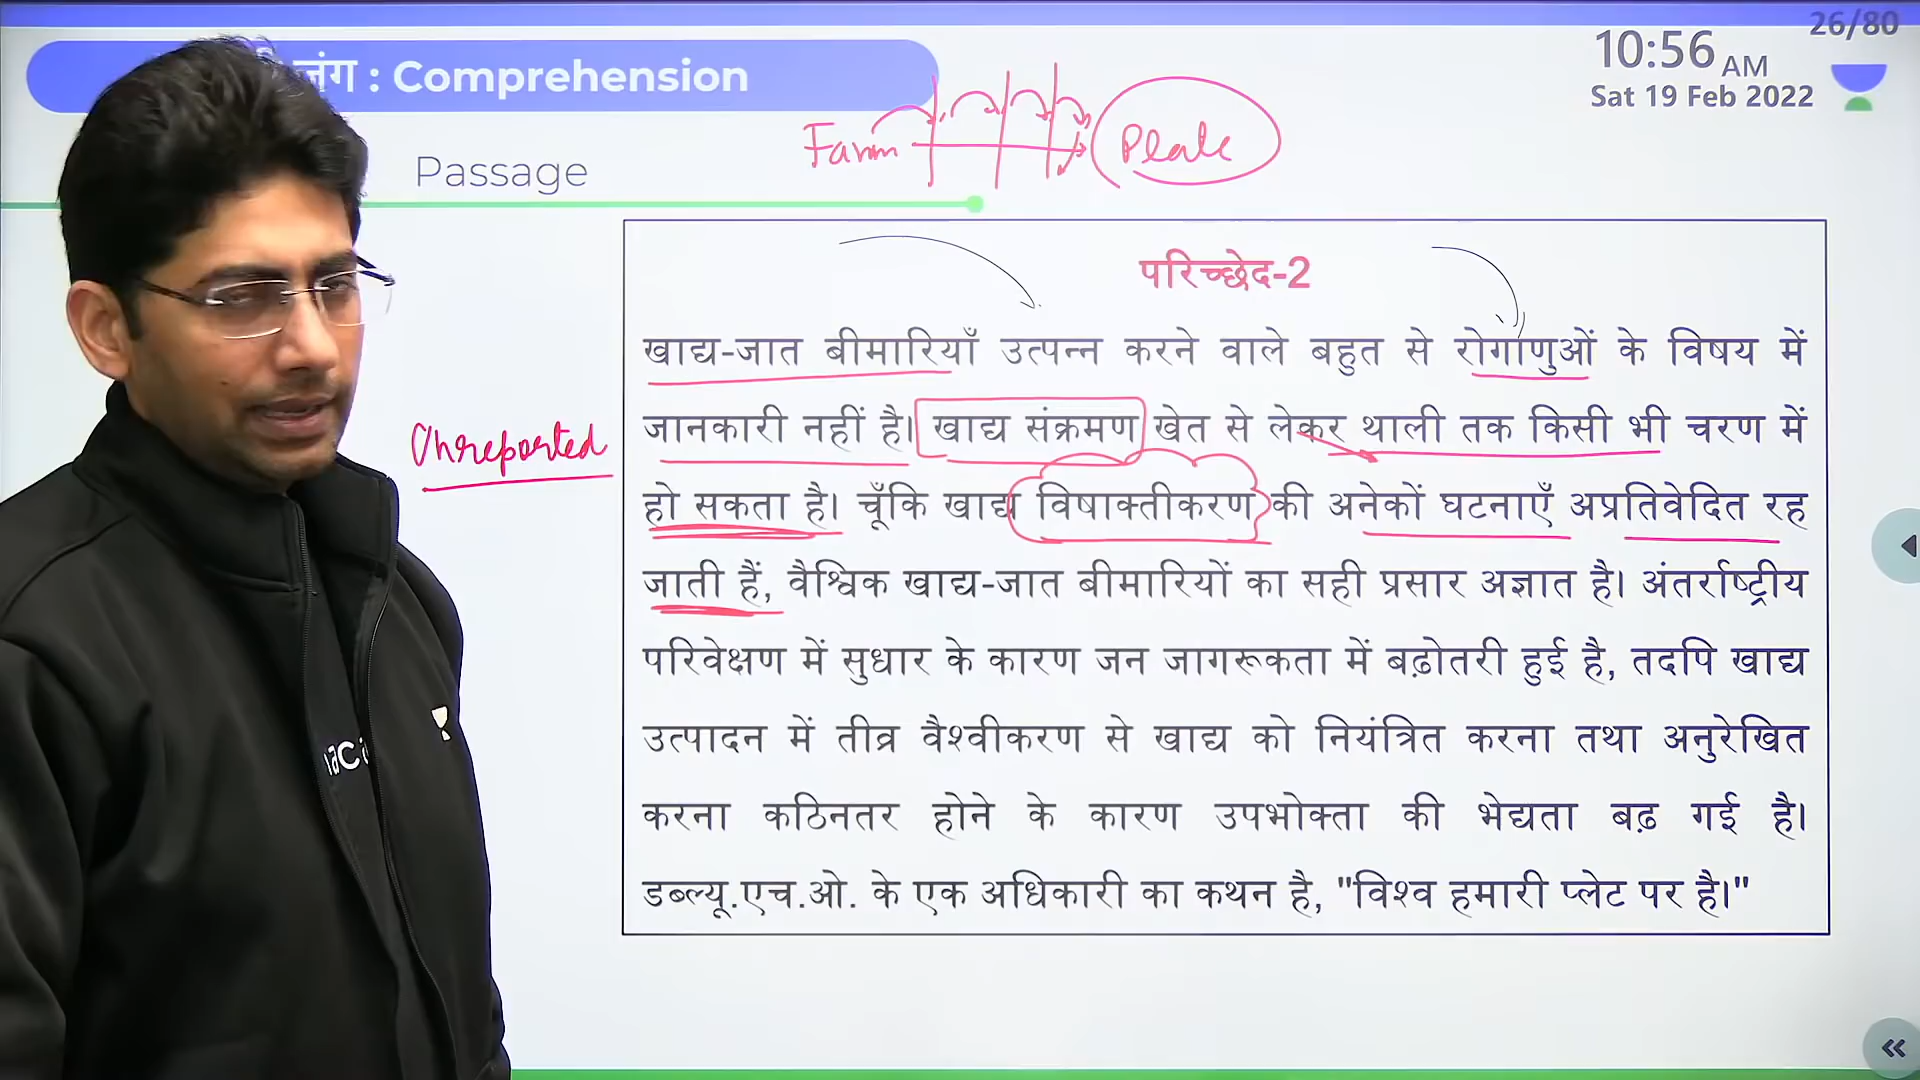 26/80
जंग : Comprehension
10:56 AM
Sat 19 Feb 2022
Farm
Plate
Passage
परिच्छेद-2
खाद्य-जात बीमारियाँ उत्पन्न करने वाले बहुत से रोगाणुओं के विषय में
जानकारी नहीं है। खाद्य संक्रमण खेत से लेकर थाली तक किसी भी चरण में
Unreported
हो सकता है। चूँकि खाद्य विषाक्तीकरण की अनेकों घटनाएँ अप्रतिवेदित रह
जाती हैं, वैश्विक खाद्य-जात बीमारियों का सही प्रसार अज्ञात है। अंतर्राष्ट्रीय
परिवेक्षण में सुधार के कारण जन जागरूकता में बढ़ोतरी हुई है, तदपि खाद्य
उत्पादन में तीव्र वैश्वीकरण से खाद्य को नियंत्रित करना तथा अनुरेखित
करना कठिनतर होने के कारण उपभोक्ता की भेद्यता बढ़ गई है।
डब्ल्यू.एच.ओ. के एक अधिकारी का कथन है, "विश्व हमारी प्लेट पर है।"